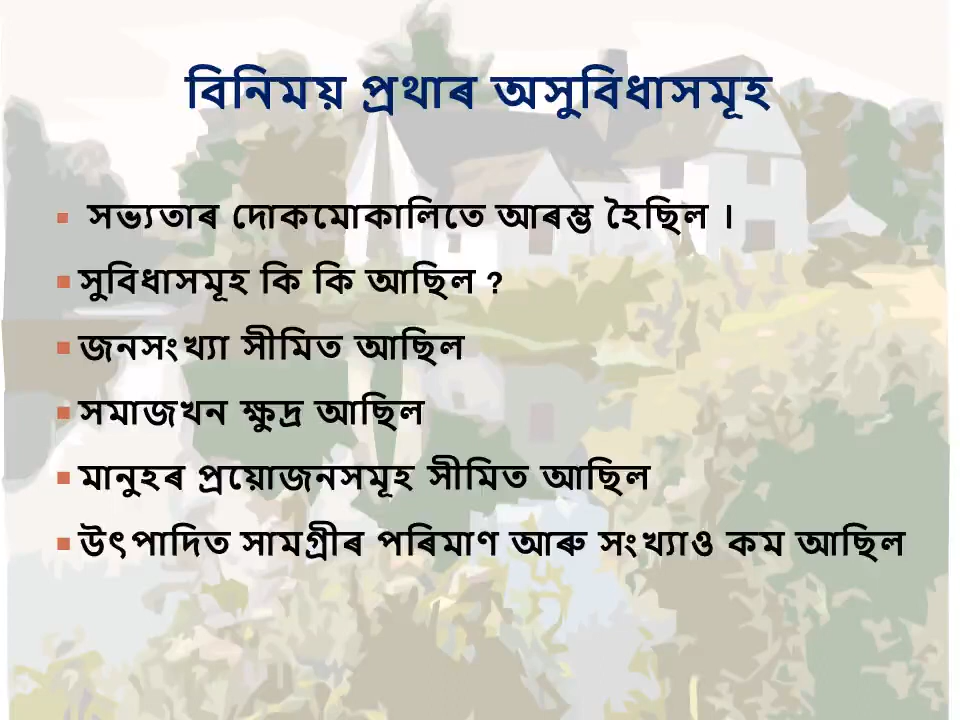 বিনিময় প্ৰথাৰ অসুবিধাসমূহ
সভ্যতাৰ দোকমোকালিতে আৰম্ভ হৈছিল ।
সুবিধাসমূহ কি কি আছিল ?
জনসংখ্যা সীমিত আছিল
সমাজখন ক্ষুদ্ৰ আছিল
মানুহৰ প্ৰয়োজনসমূহ সীমিত আছিল
উৎপাদিত সামগ্ৰীৰ পৰিমাণ আৰু সংখ্যাও কম আছিল